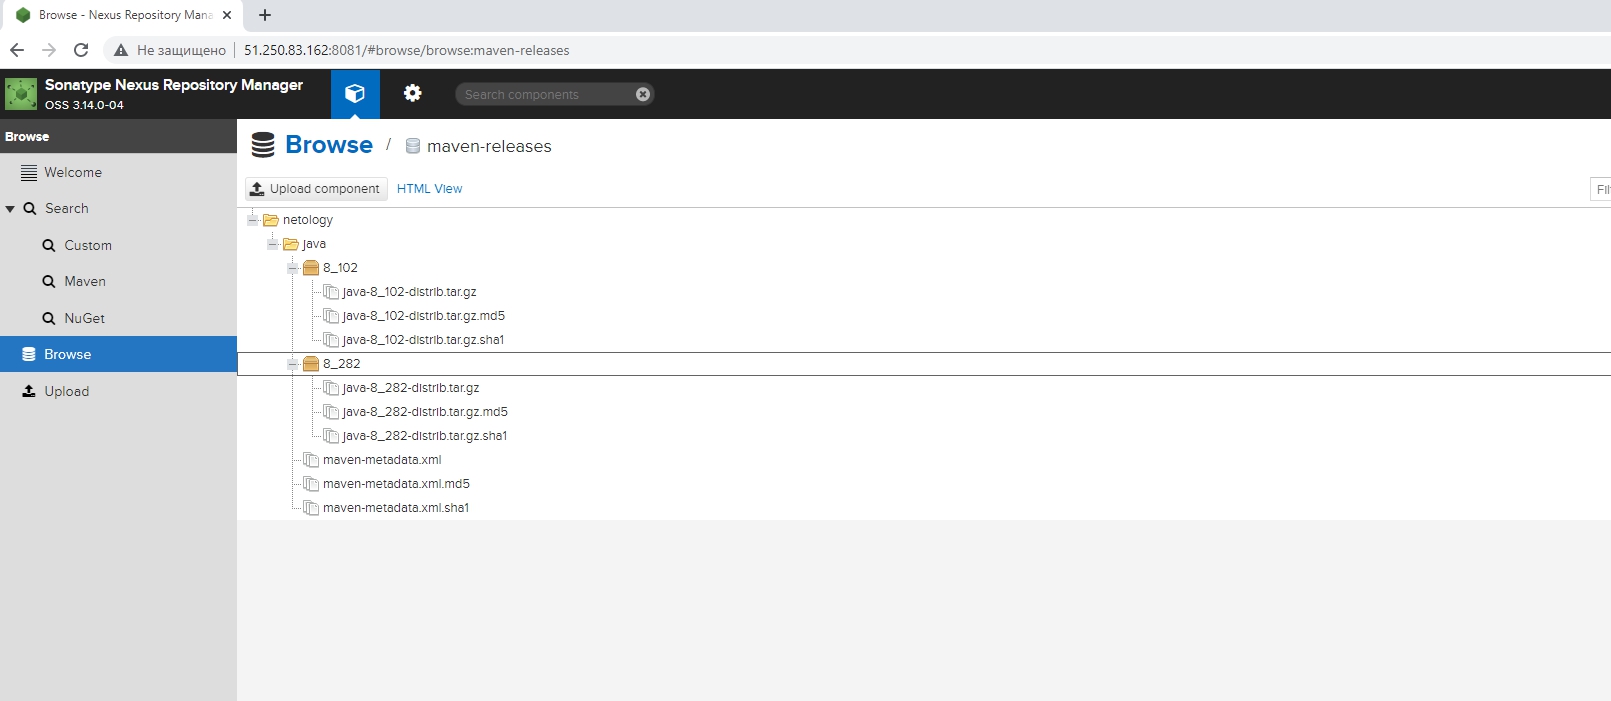 Browse - Nexus Repository Mana
Не защищено 51.250.83.162:8081/#browse/browse:maven-releases
Sonatype Nexus Repository Manager
OSS 3.14.0-04
Search components
Browse
Welcome
Search
Custom
Maven
NuGet
Browse
Upload
Browse / maven-releases
Upload component HTML View
Fil
netology
java
8_102
java-8_102-distrib.tar.gz
java-8_102-distrib.tar.gz.md5
java-8_102-distrib.tar.gz.sha1
8_282
java-8_282-distrib.tar.gz
java-8_282-distrib.tar.gz.md5
java-8_282-distrib.tar.gz.sha1
maven-metadata.xml
maven-metadata.xml.md5
maven-metadata.xml.sha1